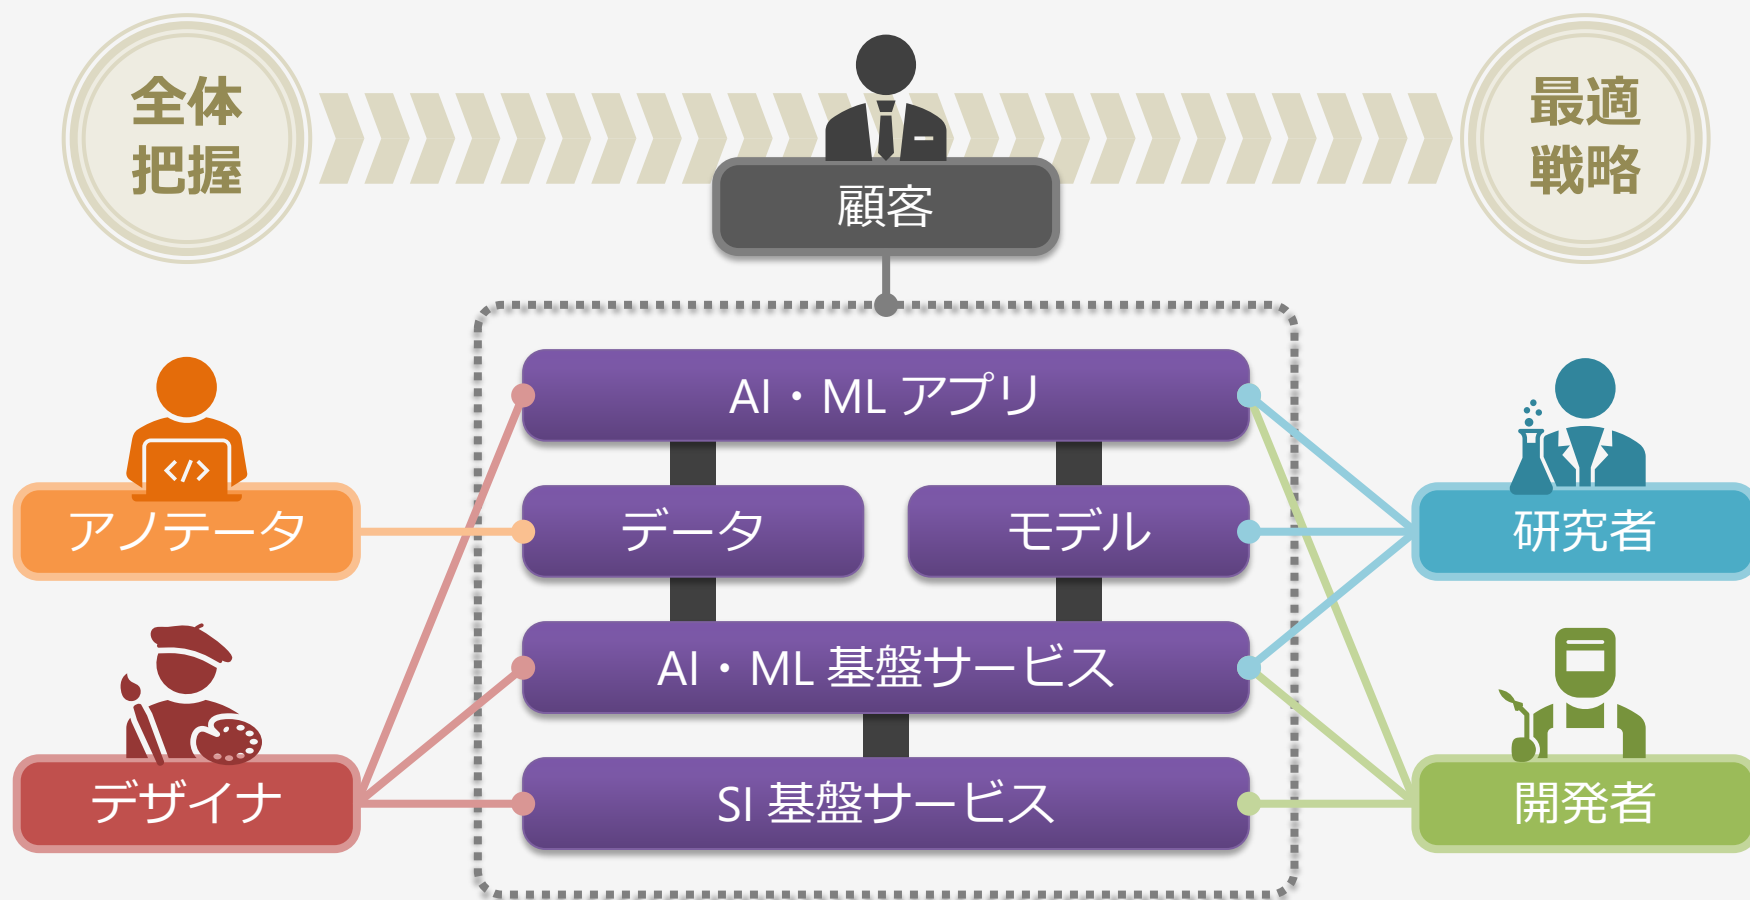 全体
把握
最適
戦略
顧客
AI・ML アプリ
</>
アノテータ
データ
モデル
研究者
AI・ML 基盤サービス
デザイナ
SI 基盤サービス
開発者